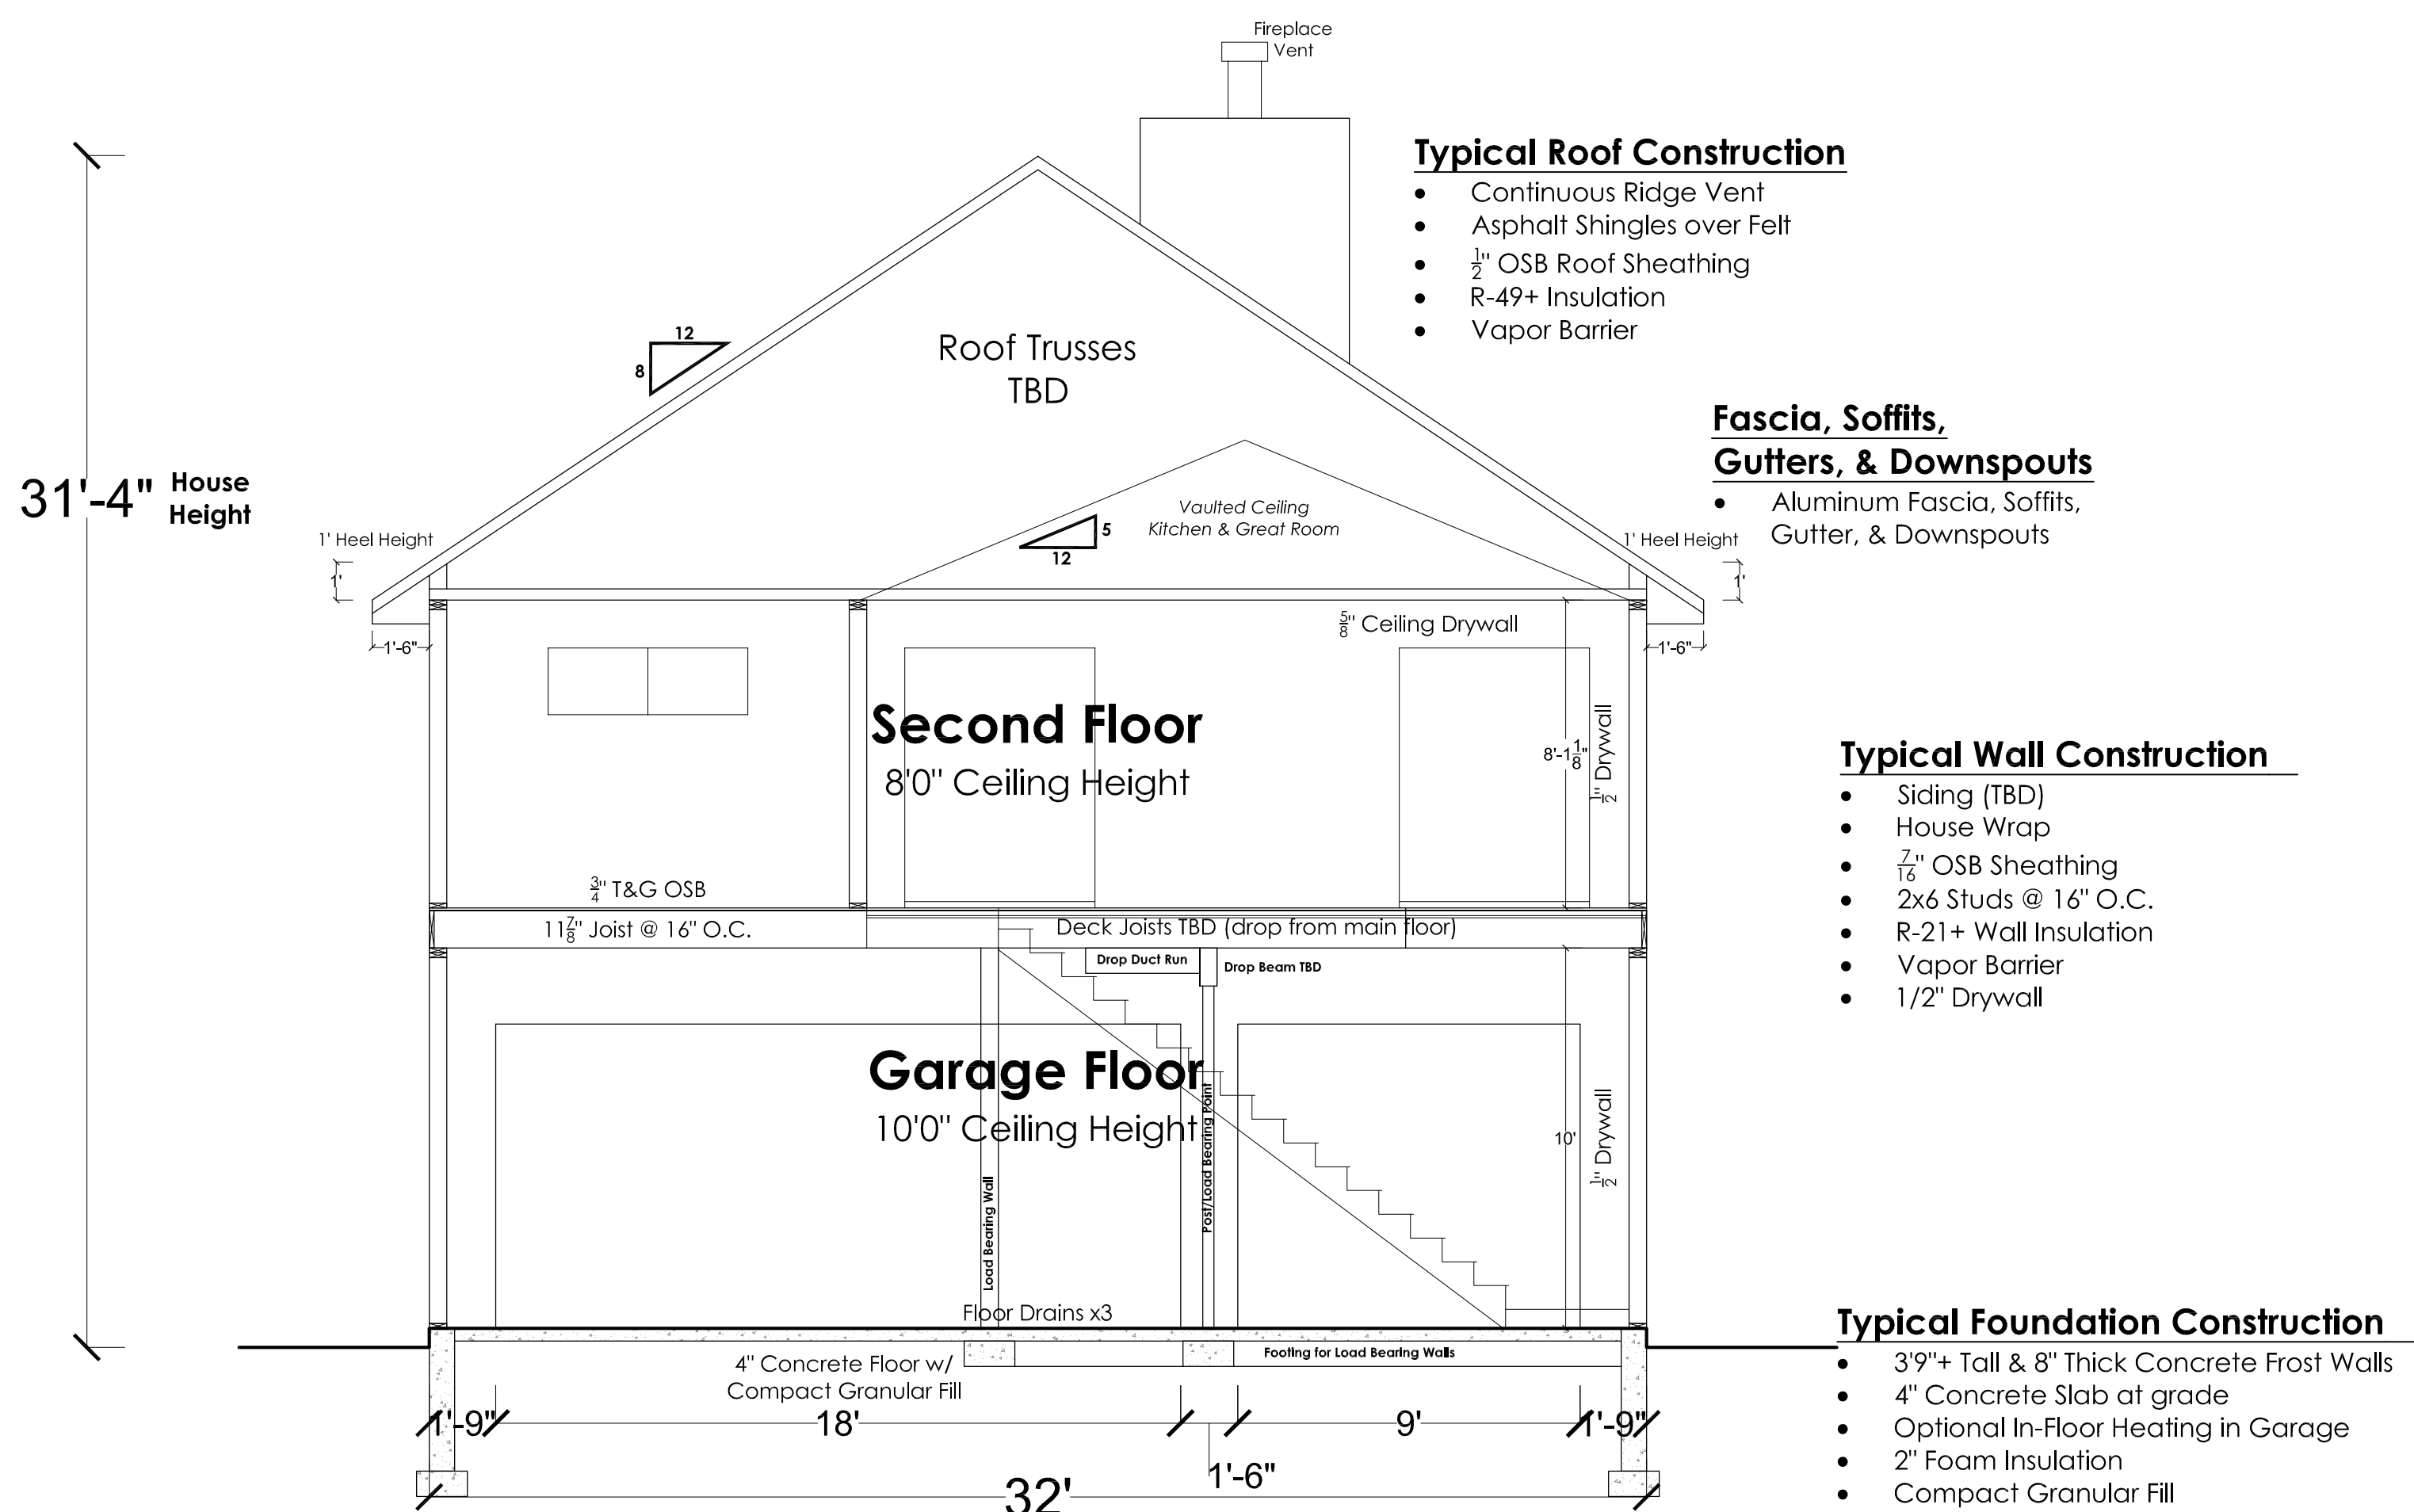 Fireplace
Vent
Typical Roof Construction
• Continuous Ridge Vent
• Asphalt Shingles over Felt
• 1/2" OSB Roof Sheathing
• R-49+ Insulation
• Vapor Barrier
12
8
Roof Trusses
TBD
Fascia, Soffits,
Gutters, & Downspouts
• Aluminum Fascia, Soffits,
Gutter, & Downspouts
31'-4"
House
Height
Vaulted Ceiling
Kitchen & Great Room
5
12
1' Heel Height
1'
1' Heel Height
1'
5/8" Ceiling Drywall
1'-6"
1'-6"
Second Floor
8'0" Ceiling Height
8'-1 1/8"
1/2" Drywall
Typical Wall Construction
• Siding (TBD)
• House Wrap
• 7/16" OSB Sheathing
• 2x6 Studs @ 16" O.C.
• R-21+ Wall Insulation
• Vapor Barrier
• 1/2" Drywall
3/4" T&G OSB
11 7/8" Joist @ 16" O.C.
Deck Joists TBD (drop from main floor)
Drop Duct Run
Drop Beam TBD
Garage Floor
10'0" Ceiling Height
Load Bearing Wall
Post/Load Bearing Point
10'
1/2" Drywall
Floor Drains x3
4" Concrete Floor w/
Compact Granular Fill
Footing for Load Bearing Walls
1'-9"
18'
9'
1'-9"
1'-6"
32'
Typical Foundation Construction
• 3'9"+ Tall & 8" Thick Concrete Frost Walls
• 4" Concrete Slab at grade
• Optional In-Floor Heating in Garage
• 2" Foam Insulation
• Compact Granular Fill